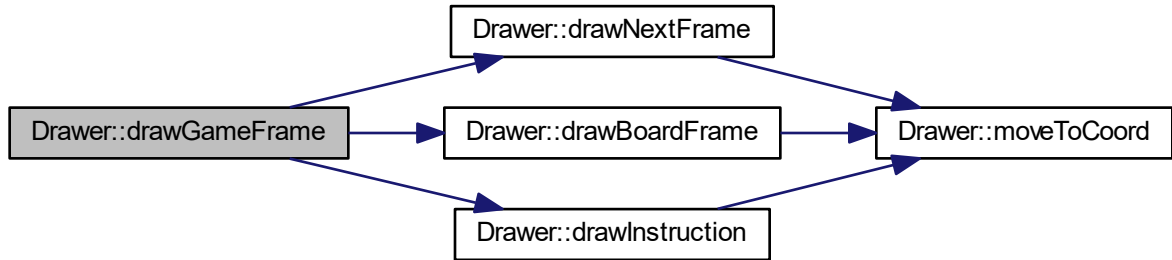 Drawer::drawNextFrame
Drawer::drawGameFrame
Drawer::drawBoardFrame
Drawer::moveToCoord
Drawer::drawInstruction